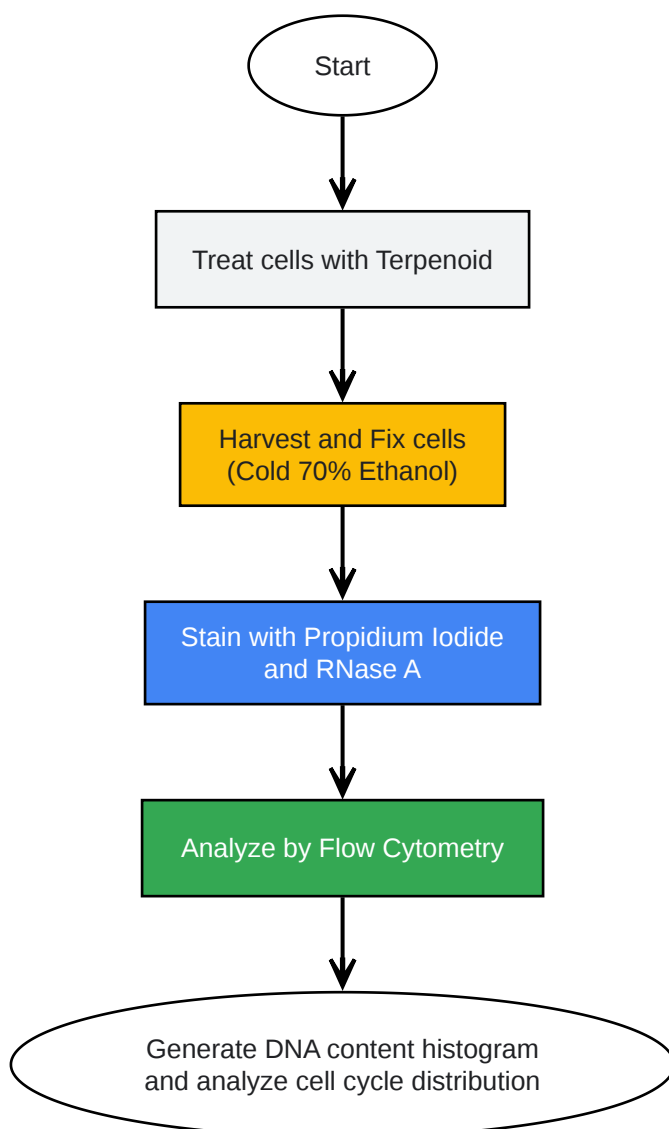 Start
Treat cells with Terpenoid
Harvest and Fix cells
(Cold 70% Ethanol)
Stain with Propidium Iodide
and RNase A
Analyze by Flow Cytometry
Generate DNA content histogram
and analyze cell cycle distribution